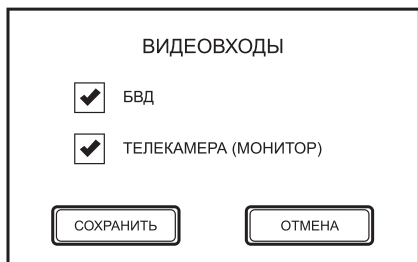 ВИДЕОВХОДЫ
БВД
ТЕЛЕКАМЕРА (МОНИТОР)
СОХРАНИТЬ
ОТМЕНА